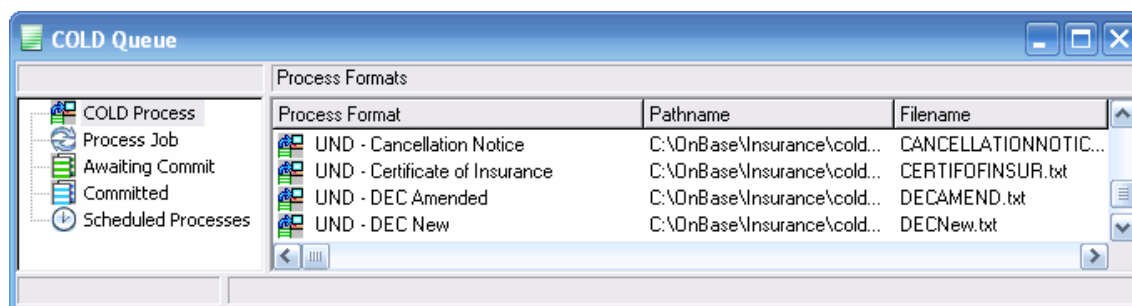 COLD Queue
Process Formats
COLD Process
Process Job
Awaiting Commit
Committed
Scheduled Processes
Process Format Pathname Filename
UND - Cancellation Notice C:\OnBase\Insurance\cold... CANCELLATIONNOTIC...
UND - Certificate of Insurance C:\OnBase\Insurance\cold... CERTIFOFINSUR.txt
UND - DEC Amended C:\OnBase\Insurance\cold... DECAMEND.txt
UND - DEC New C:\OnBase\Insurance\cold... DECNew.txt